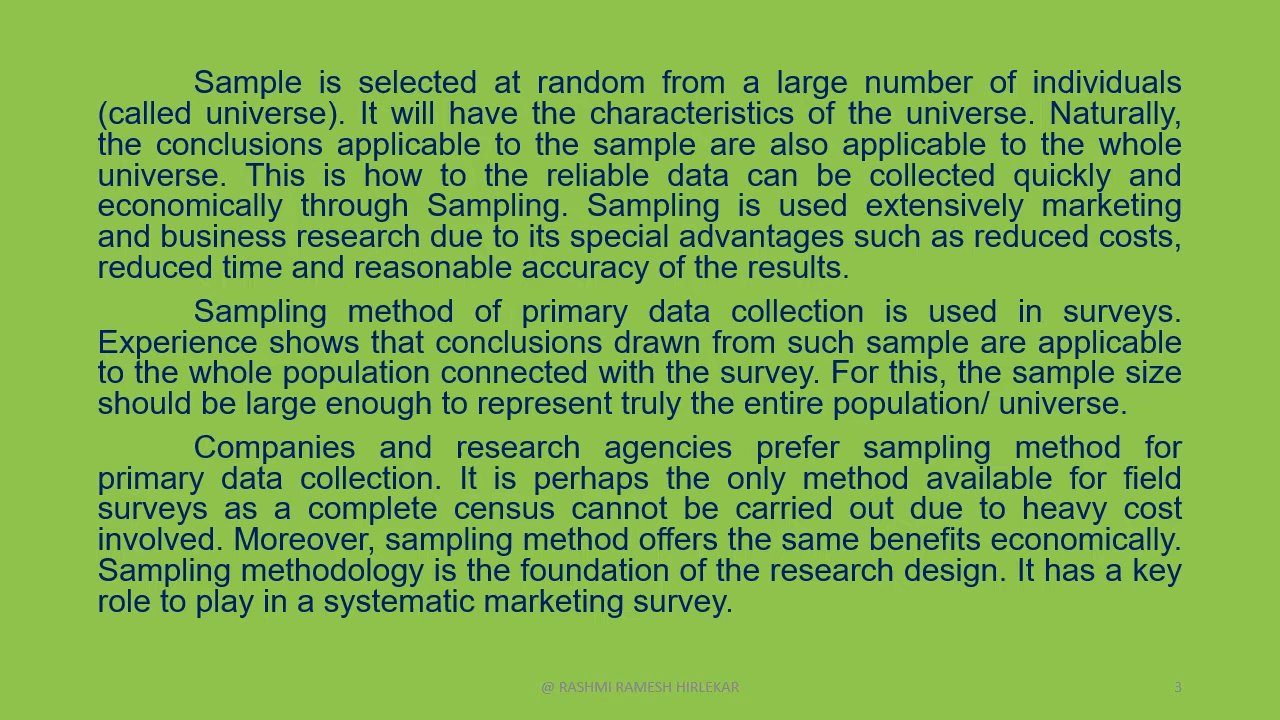 Sample is selected at random from a large number of individuals
(called universe). It will have the characteristics of the universe. Naturally,
the conclusions applicable to the sample are also applicable to the whole
universe. This is how to the reliable data can be collected quickly and
economically through Sampling. Sampling is used extensively marketing
and business research due to its special advantages such as reduced costs,
reduced time and reasonable accuracy of the results.
Sampling method of primary data collection is used in surveys.
Experience shows that conclusions drawn from such sample are applicable
to the whole population connected with the survey. For this, the sample size
should be large enough to represent truly the entire population/ universe.
Companies and research agencies prefer sampling method for
primary data collection. It is perhaps the only method available for field
surveys as a complete census cannot be carried out due to heavy cost
involved. Moreover, sampling method offers the same benefits economically.
Sampling methodology is the foundation of the research design. It has a key
role to play in a systematic marketing survey.
@ RASHMI RAMESH HIRLEKAR
3